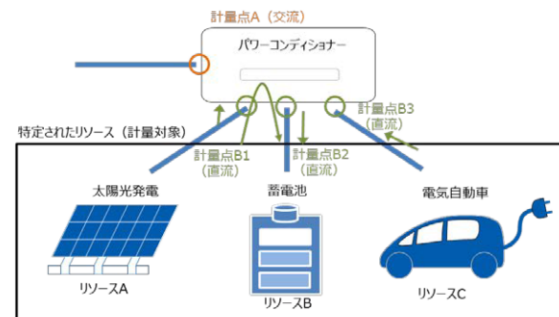 計量点A（交流）
パワーコンディショナー
計量点B3
（直流）
特定されたリソース（計量対象）
計量点B1
（直流）
計量点B2
（直流）
太陽光発電
蓄電池
電気自動車
リソースA
リソースB
リソースC